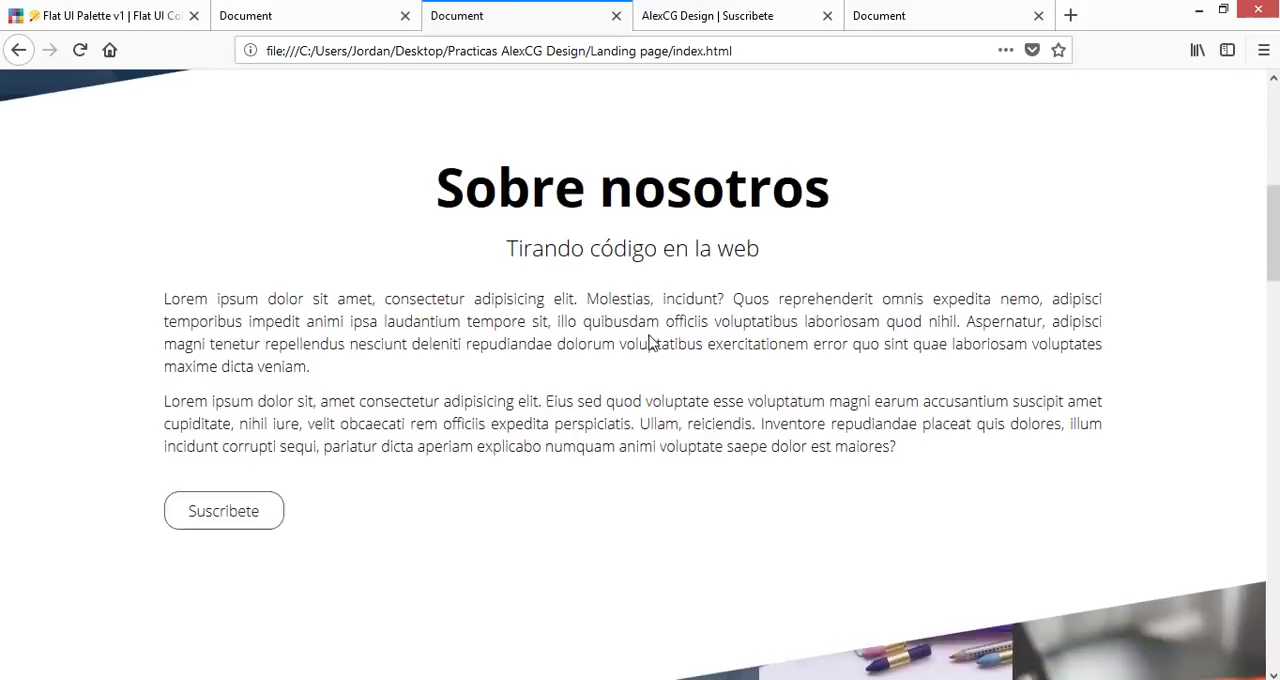 Flat UI Palette v1 | Flat UI Co
Document
Document
AlexCG Design | Suscribete
Document
file:///C:/Users/Jordan/Desktop/Practicas AlexCG Design/Landing page/index.html
Sobre nosotros
Tirando código en la web
Lorem ipsum dolor sit amet, consectetur adipisicing elit. Molestias, incidunt? Quos reprehenderit omnis expedita nemo, adipisci
temporibus impedit animi ipsa laudantium tempore sit, illo quibusdam officiis voluptatibus laboriosam quod nihil. Aspernatur, adipisci
magni tenetur repellendus nesciunt deleniti repudiandae dolorum voluptatibus exercitationem error quo sint quae laboriosam voluptates
maxime dicta veniam.
Lorem ipsum dolor sit, amet consectetur adipisicing elit. Eius sed quod voluptate esse voluptatum magni earum accusantium suscipit amet
cupiditate, nihil iure, velit obcaecati rem officiis expedita perspiciatis. Ullam, reiciendis. Inventore repudiandae placeat quis dolores, illum
incidunt corrupti sequi, pariatur dicta aperiam explicabo numquam animi voluptate saepe dolor est maiores?
Suscribete